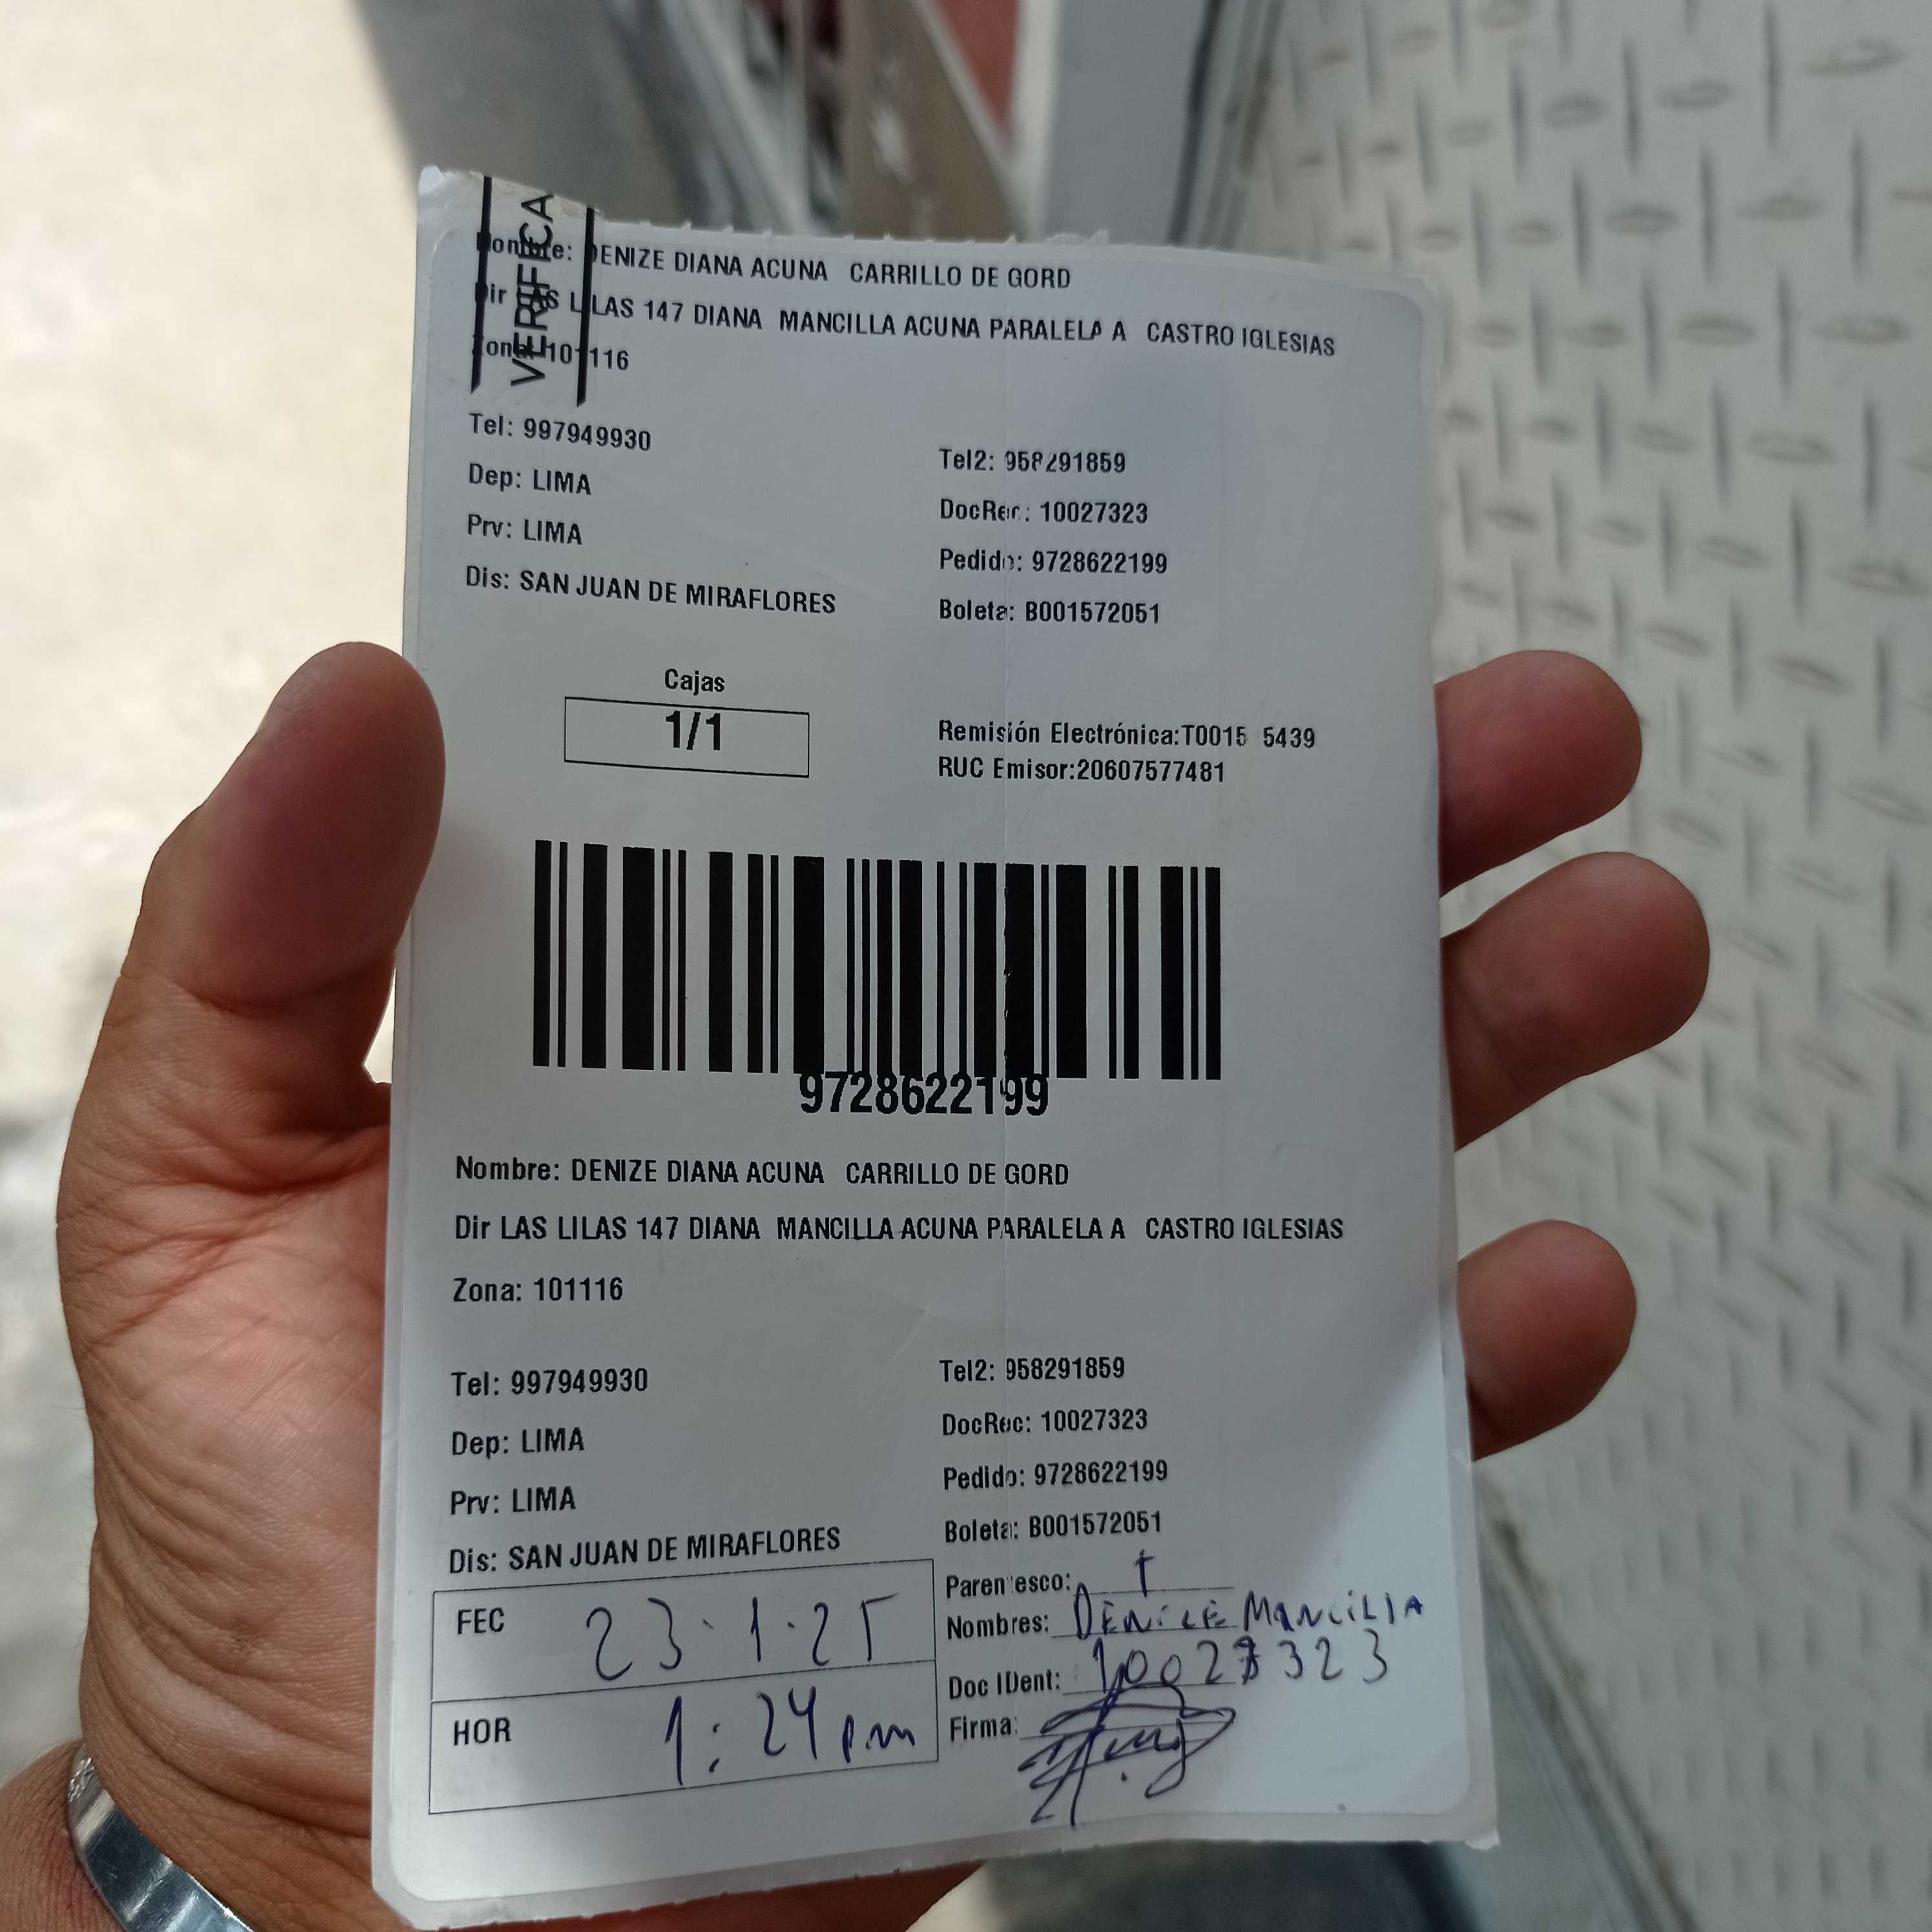 VERIFICA
Nombre: DENIZE DIANA ACUNA CARRILLO DE GORD
Dir LAS LILAS 147 DIANA MANCILLA ACUNA PARALELA A CASTRO IGLESIAS
Zona: 101116
Tel: 997949930
Tel2: 958291859
Dep: LIMA
DocRec: 10027323
Prv: LIMA
Pedido: 9728622199
Dis: SAN JUAN DE MIRAFLORES
Boleta: B001572051
Cajas
1/1
Remisión Electrónica:T0015 5439
RUC Emisor:20607577481
9728622199
Nombre: DENIZE DIANA ACUNA CARRILLO DE GORD
Dir LAS LILAS 147 DIANA MANCILLA ACUNA PARALELA A CASTRO IGLESIAS
Zona: 101116
Tel: 997949930
Tel2: 958291859
Dep: LIMA
DocRec: 10027323
Prv: LIMA
Pedido: 9728622199
Dis: SAN JUAN DE MIRAFLORES
Boleta: B001572051
Parentesco: T
FEC 23.1.25
Nombres: DENICE MANCILLA
Doc IDent: 10027323
HOR 1:24 pm
Firma: